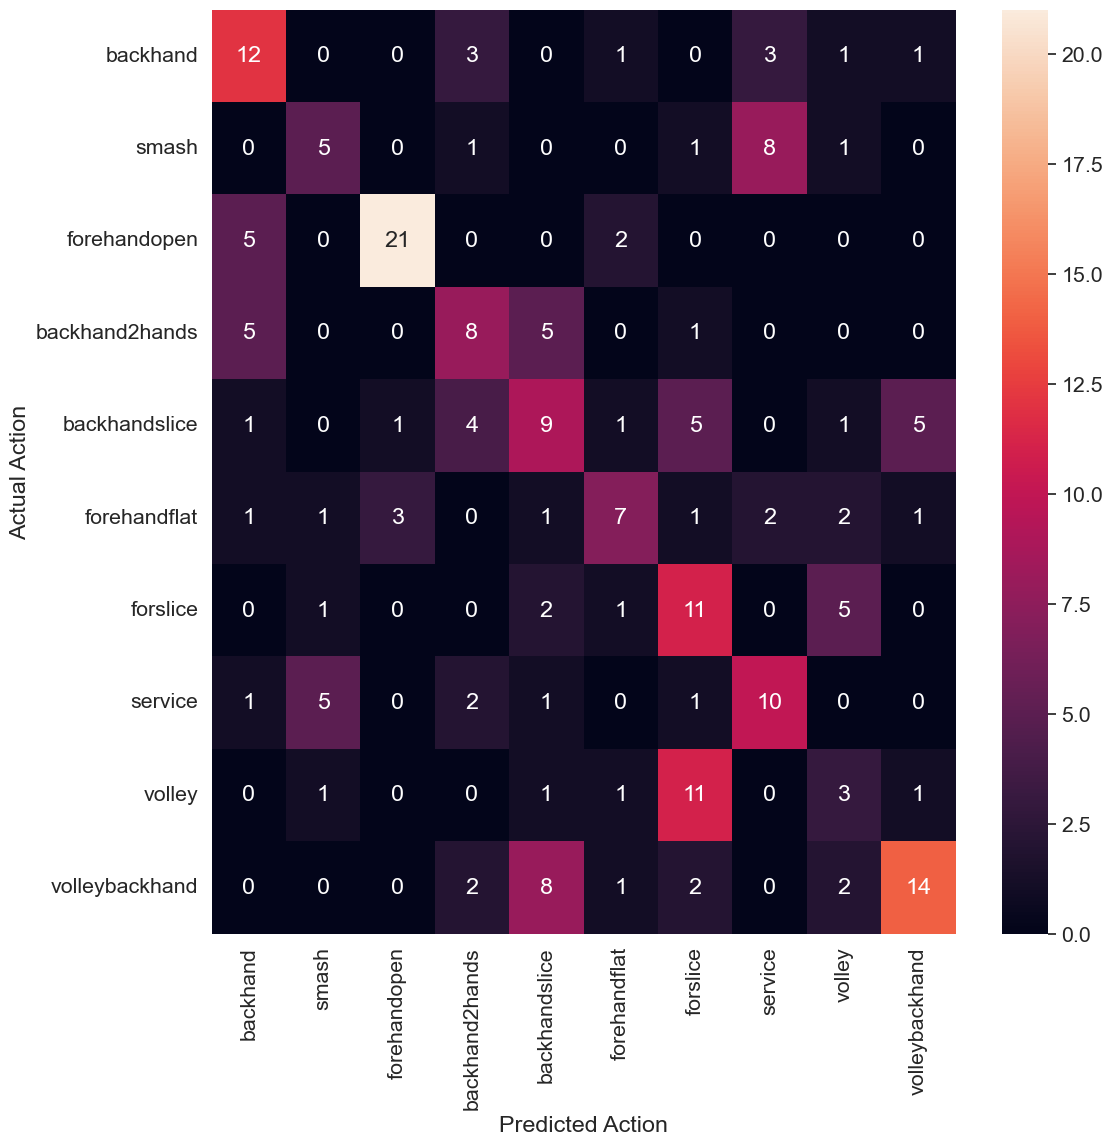 backhand 12 0 0 3 0 1 0 3 1 1
smash 0 5 0 1 0 0 1 8 1 0
forehandopen 5 0 21 0 0 2 0 0 0 0
backhand2hands 5 0 0 8 5 0 1 0 0 0
backhandslice 1 0 1 4 9 1 5 0 1 5
forehandflat 1 1 3 0 1 7 1 2 2 1
forslice 0 1 0 0 2 1 11 0 5 0
service 1 5 0 2 1 0 1 10 0 0
volley 0 1 0 0 1 1 11 0 3 1
volleybackhand 0 0 0 2 8 1 2 0 2 14
Actual Action
backhand
smash
forehandopen
backhand2hands
backhandslice
forehandflat
forslice
service
volley
volleybackhand
Predicted Action
20.0
17.5
15.0
12.5
10.0
7.5
5.0
2.5
0.0